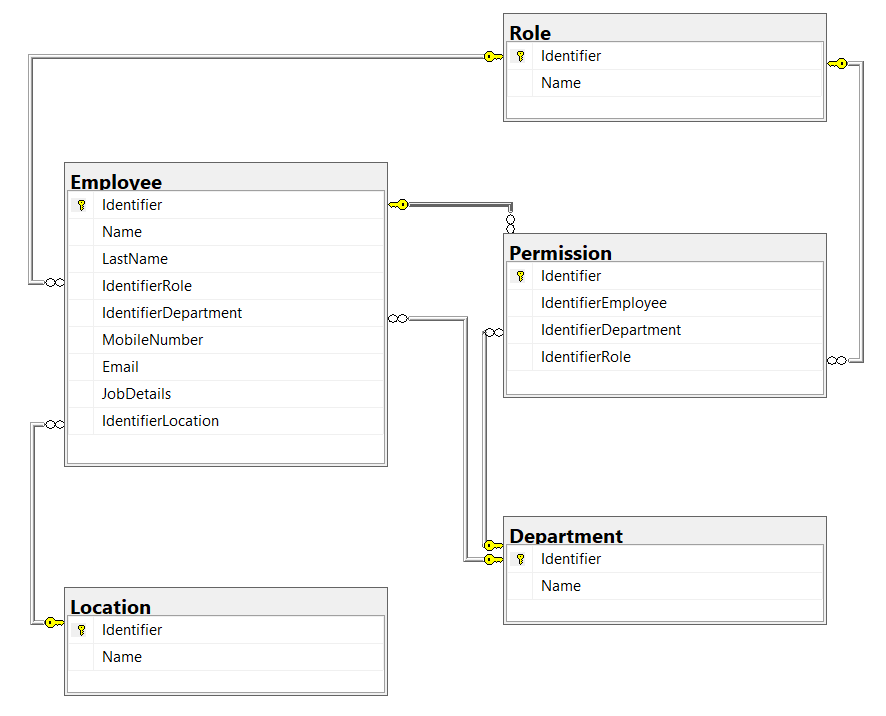 Role
Identifier
Name
Employee
Identifier
Name
LastName
IdentifierRole
IdentifierDepartment
MobileNumber
Email
JobDetails
IdentifierLocation
Permission
Identifier
IdentifierEmployee
IdentifierDepartment
IdentifierRole
Department
Identifier
Name
Location
Identifier
Name